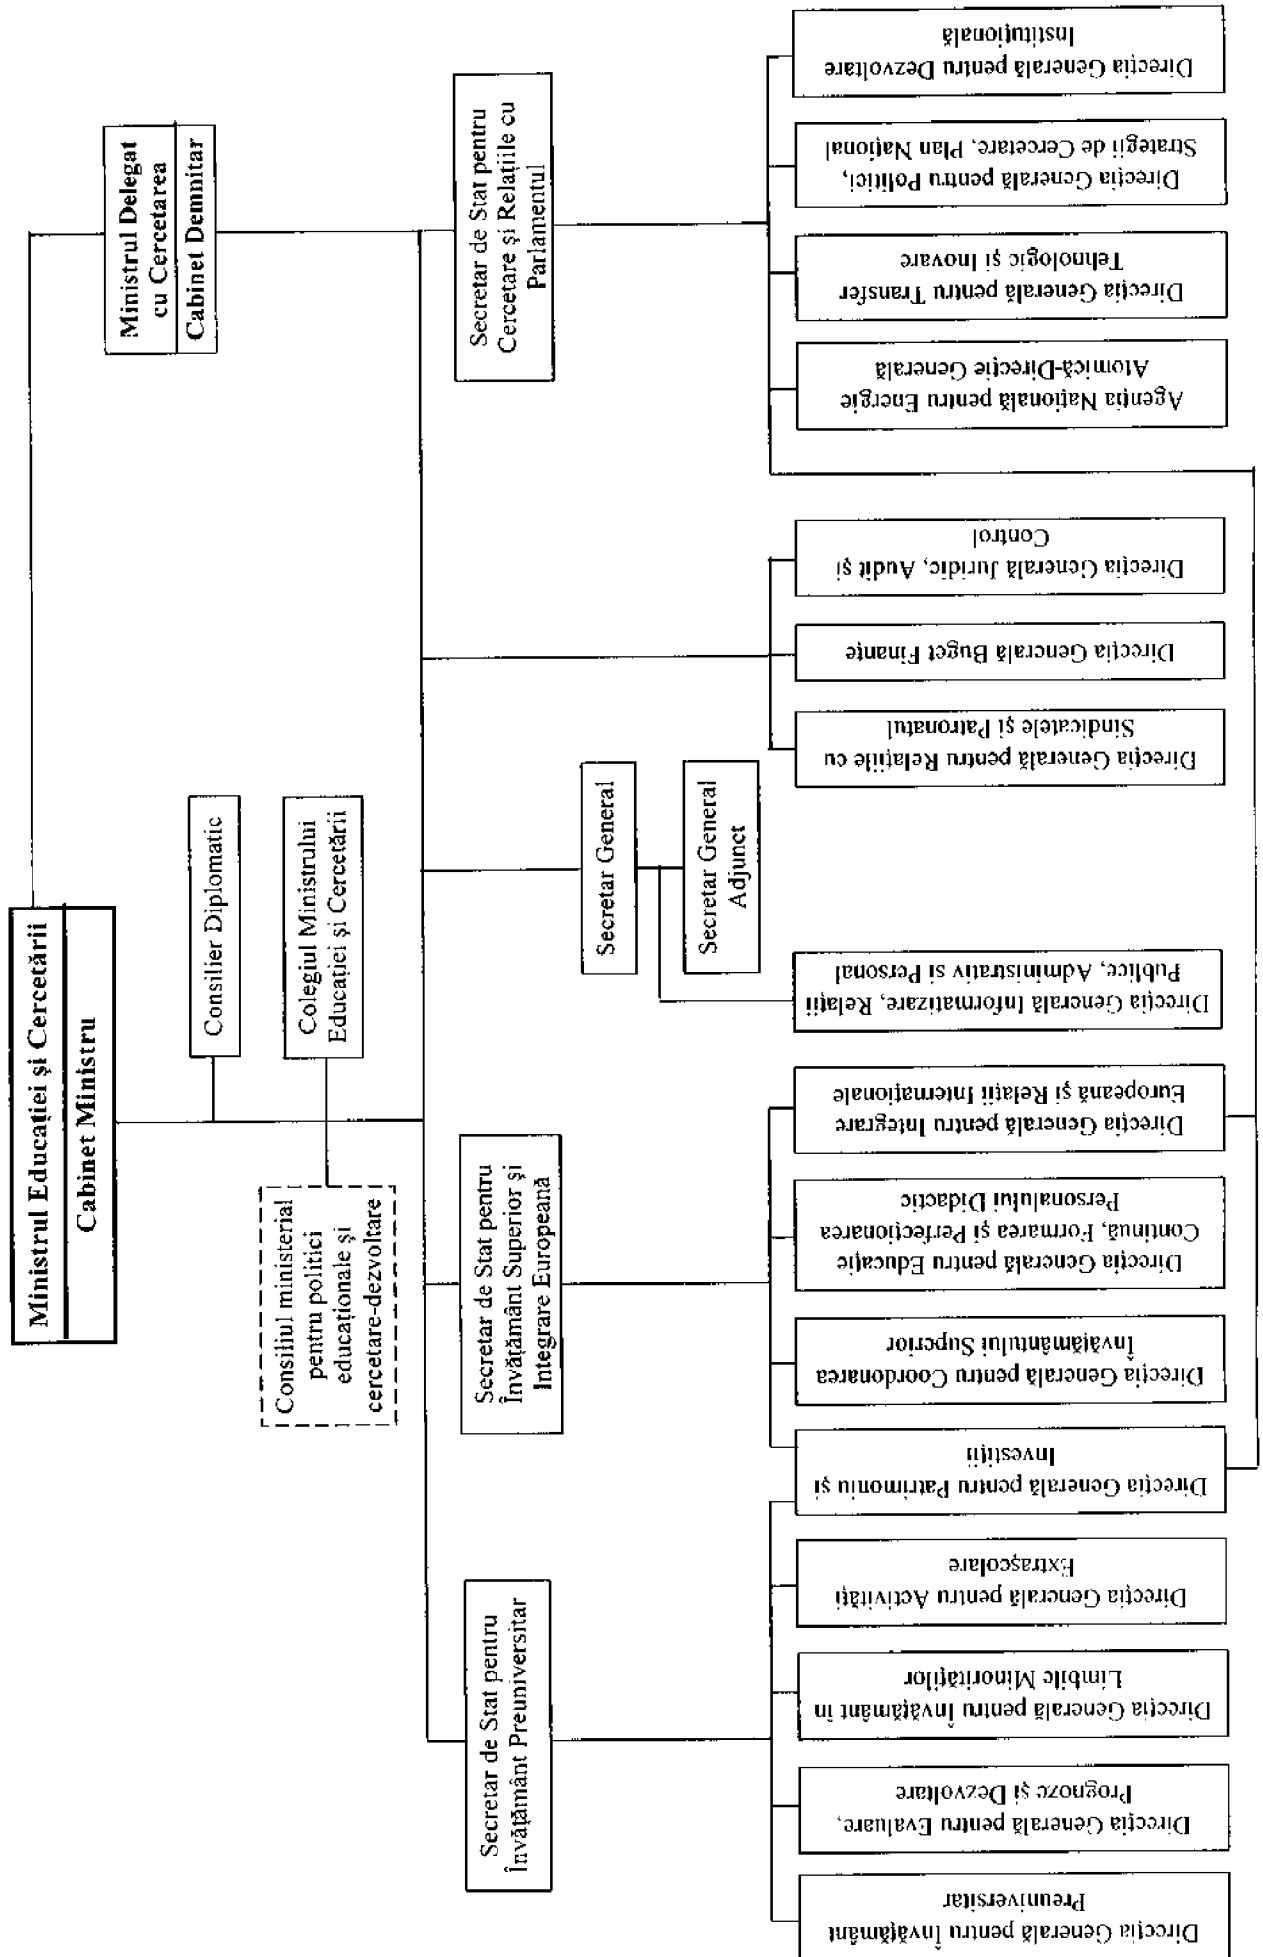 Ministrul Educației și Cercetării
Cabinet Ministru
Ministrul Delegat
cu Cercetarea
Cabinet Demnitar
Consilier Diplomatic
Colegiul Ministrului
Educației și Cercetării
Consiliul ministerial
pentru politici
educaționale și
cercetare-dezvoltare
Secretar de Stat pentru
Învățământ Preuniversitar
Secretar de Stat pentru
Învățământ Superior și
Integrare Europeană
Secretar General
Secretar General
Adjunct
Secretar de Stat pentru
Cercetare și Relațiile cu
Parlamentul
Direcția Generală pentru Învățământ
Preuniversitar
Direcția Generală pentru Evaluare,
Prognoze și Dezvoltare
Direcția Generală pentru Învățământ în
Limbile Minorităților
Direcția Generală pentru Activități
Extrașcolare
Direcția Generală pentru Patrimoniu și
Investiții
Direcția Generală pentru Coordonarea
Învățământului Superior
Direcția Generală pentru Educație
Continuă, Formarea și Perfecționarea
Personalului Didactic
Direcția Generală pentru Integrare
Europeană și Relații Internaționale
Direcția Generală Informatizare, Relații
Publice, Administrativ si Personal
Direcția Generală pentru Relațiile cu
Sindicatele și Patronatul
Direcția Generală Buget Finanțe
Direcția Generală Juridic, Audit și
Control
Agenția Națională pentru Energie
Atomică-Direcție Generală
Direcția Generală pentru Transfer
Tehnologic și Inovare
Direcția Generală pentru Politici,
Strategii de Cercetare, Plan Național
Direcția Generală pentru Dezvoltare
Instituțională